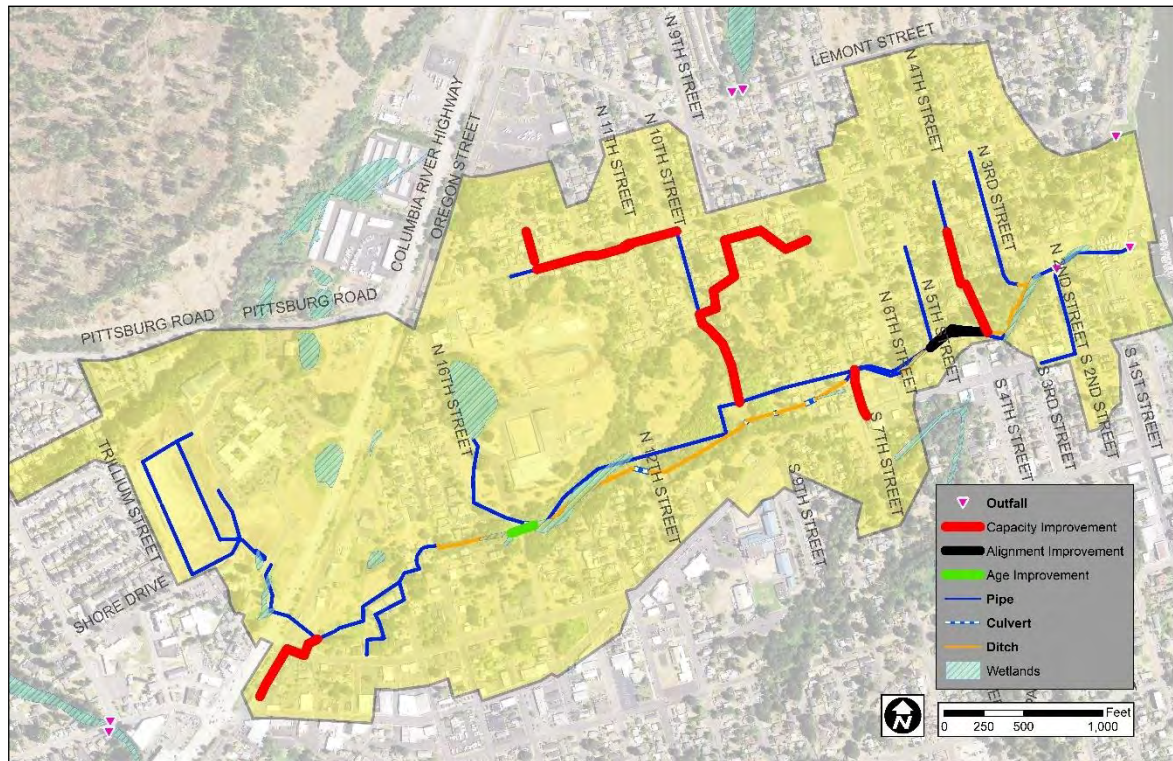 LEMONT STREET
N 9TH STREET
N 4TH STREET
N 11TH STREET
N 10TH STREET
N 3RD STREET
COLUMBIA RIVER HIGHWAY
OREGON STREET
N 2ND STREET
PITTSBURG ROAD
PITTSBURG ROAD
N 6TH STREET
N 5TH STREET
N 16TH STREET
S 1ST STREET
S 2ND STREET
S 3RD STREET
S 4TH STREET
S 7TH STREET
N 12TH STREET
S 9TH STREET
TRILLIUM STREET
SHORE DRIVE
Outfall
Capacity Improvement
Alignment Improvement
Age Improvement
Pipe
Culvert
Ditch
Wetlands
N
Feet
0 250 500 1,000